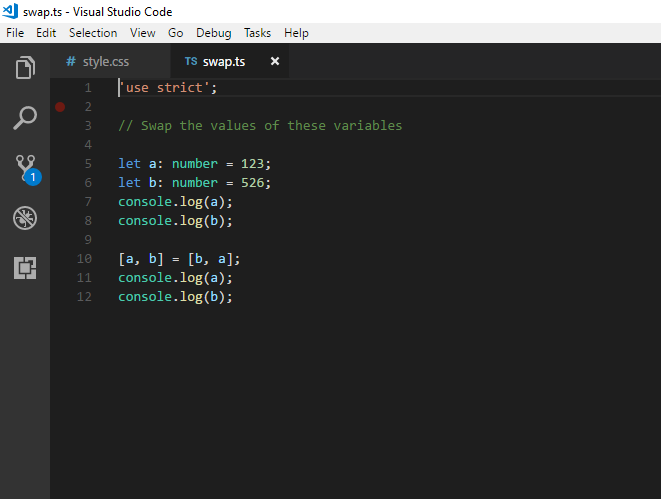 swap.ts - Visual Studio Code
File Edit Selection View Go Debug Tasks Help
# style.css TS swap.ts ×
1 'use strict';
2
3 // Swap the values of these variables
4
5 let a: number = 123;
6 let b: number = 526;
7 console.log(a);
8 console.log(b);
9
10 [a, b] = [b, a];
11 console.log(a);
12 console.log(b);
1